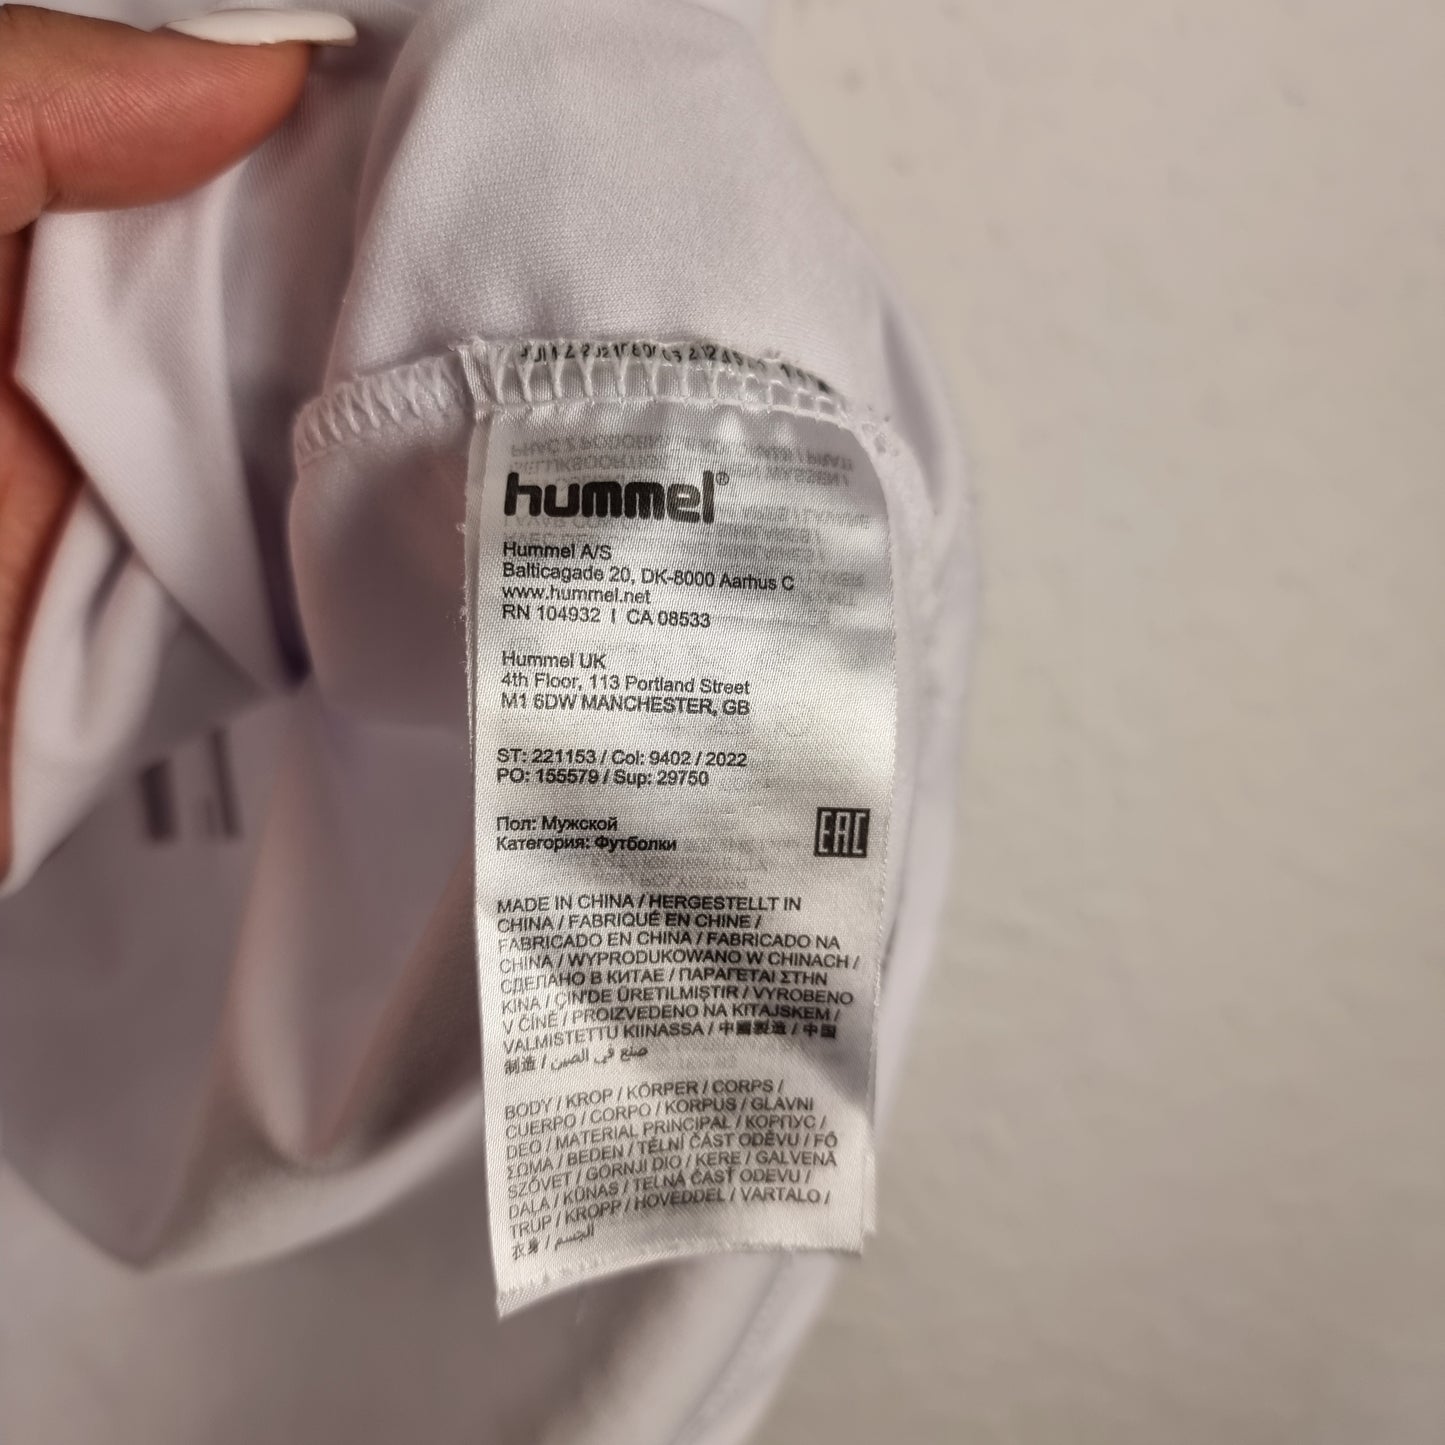 hummel®
Hummel A/S
Balticagade 20, DK-8000 Aarhus C
www.hummel.net
RN 104932 | CA 08533
Hummel UK
4th Floor, 113 Portland Street
M1 6DW MANCHESTER, GB
ST: 221153 / Col: 9402 / 2022
PO: 155579 / Sup: 29750
Пол: Мужской
Категория: Футболки
EAC
MADE IN CHINA / HERGESTELLT IN
CHINA / FABRIQUÉ EN CHINE /
FABRICADO EN CHINA / FABRICADO NA
CHINA / WYPRODUKOWANO W CHINACH /
СДЕЛАНО В КИТАЕ / ΠΑΡΑΓΕΤΑΙ ΣΤΗΝ
ΚΙΝΑ / ÇIN'DE ÜRETILMIŞTIR / VYROBENO
V ČÍNĚ / PROIZVEDENO NA KITAJSKEM /
VALMISTETTU KIINASSA / 中國製造 / 中国
制造 / صنع في الصين
BODY / KROP / KÖRPER / CORPS /
CUERPO / CORPO / KORPUS / GLAVNI
DEO / MATERIAL PRINCIPAL / КОРПУС /
ΣΩΜΑ / BEDEN / TĚLNÍ ČÁST ODĚVU / FŐ
SZÖVET / GORNJI DIO / KERE / GALVENĀ
DAĻA / KŪNAS / TELNÁ ČASŤ ODEVU /
TRUP / KROPP / HOVEDDEL / VARTALO /
衣身 / الجسم